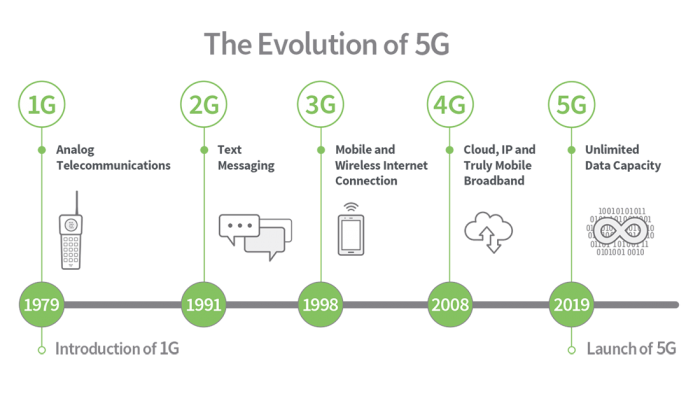 The Evolution of 5G
1G
2G
3G
4G
5G
Analog
Telecommunications
Text
Messaging
Mobile and
Wireless Internet
Connection
Cloud, IP and
Truly Mobile
Broadband
Unlimited
Data Capacity
1979
1991
1998
2008
2019
Introduction of 1G
Launch of 5G